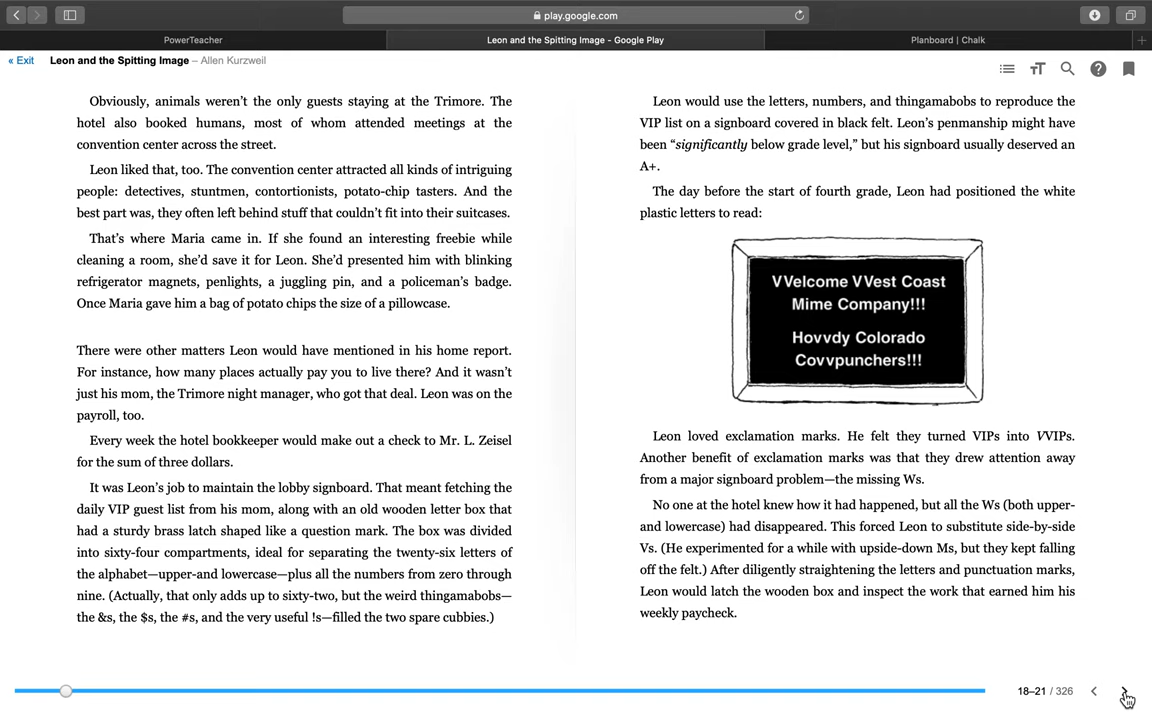 play.google.com
PowerTeacher
Leon and the Spitting Image - Google Play
Planboard | Chalk
« Exit Leon and the Spitting Image – Allen Kurzweil
Obviously, animals weren’t the only guests staying at the Trimore. The
hotel also booked humans, most of whom attended meetings at the
convention center across the street.
Leon liked that, too. The convention center attracted all kinds of intriguing
people: detectives, stuntmen, contortionists, potato-chip tasters. And the
best part was, they often left behind stuff that couldn’t fit into their suitcases.
That’s where Maria came in. If she found an interesting freebie while
cleaning a room, she’d save it for Leon. She’d presented him with blinking
refrigerator magnets, penlights, a juggling pin, and a policeman’s badge.
Once Maria gave him a bag of potato chips the size of a pillowcase.
There were other matters Leon would have mentioned in his home report.
For instance, how many places actually pay you to live there? And it wasn’t
just his mom, the Trimore night manager, who got that deal. Leon was on the
payroll, too.
Every week the hotel bookkeeper would make out a check to Mr. L. Zeisel
for the sum of three dollars.
It was Leon’s job to maintain the lobby signboard. That meant fetching the
daily VIP guest list from his mom, along with an old wooden letter box that
had a sturdy brass latch shaped like a question mark. The box was divided
into sixty-four compartments, ideal for separating the twenty-six letters of
the alphabet—upper-and lowercase—plus all the numbers from zero through
nine. (Actually, that only adds up to sixty-two, but the weird thingamabobs—
the &s, the $s, the #s, and the very useful !s—filled the two spare cubbies.)
Leon would use the letters, numbers, and thingamabobs to reproduce the
VIP list on a signboard covered in black felt. Leon’s penmanship might have
been “significantly below grade level,” but his signboard usually deserved an
A+.
The day before the start of fourth grade, Leon had positioned the white
plastic letters to read:
VVelcome VVest Coast
Mime Company!!!
Hovvdy Colorado
Covvpunchers!!!
Leon loved exclamation marks. He felt they turned VIPs into VVIPs.
Another benefit of exclamation marks was that they drew attention away
from a major signboard problem—the missing Ws.
No one at the hotel knew how it had happened, but all the Ws (both upper-
and lowercase) had disappeared. This forced Leon to substitute side-by-side
Vs. (He experimented for a while with upside-down Ms, but they kept falling
off the felt.) After diligently straightening the letters and punctuation marks,
Leon would latch the wooden box and inspect the work that earned him his
weekly paycheck.
18–21 / 326